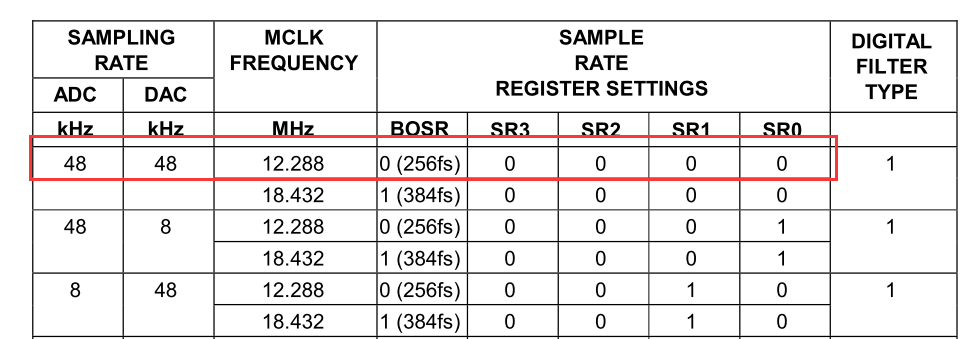 SAMPLING RATE MCLK FREQUENCY SAMPLE RATE REGISTER SETTINGS DIGITAL FILTER TYPE
ADC DAC
kHz kHz MHz BOSR SR3 SR2 SR1 SR0
48 48 12.288 0 (256fs) 0 0 0 0 1
18.432 1 (384fs) 0 0 0 0
48 8 12.288 0 (256fs) 0 0 0 1 1
18.432 1 (384fs) 0 0 0 1
8 48 12.288 0 (256fs) 0 0 1 0 1
18.432 1 (384fs) 0 0 1 0